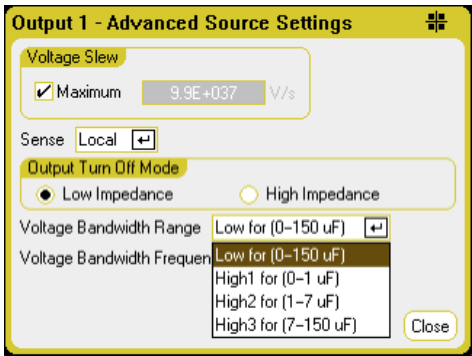 Output 1 - Advanced Source Settings
Voltage Slew
Maximum 9.9E+037 V/s
Sense Local
Output Turn Off Mode
Low Impedance High Impedance
Voltage Bandwidth Range Low for (0-150 uF)
Voltage Bandwidth Frequen Low for (0-150 uF)
High1 for (0-1 uF)
High2 for (1-7 uF)
High3 for (7-150 uF)
Close